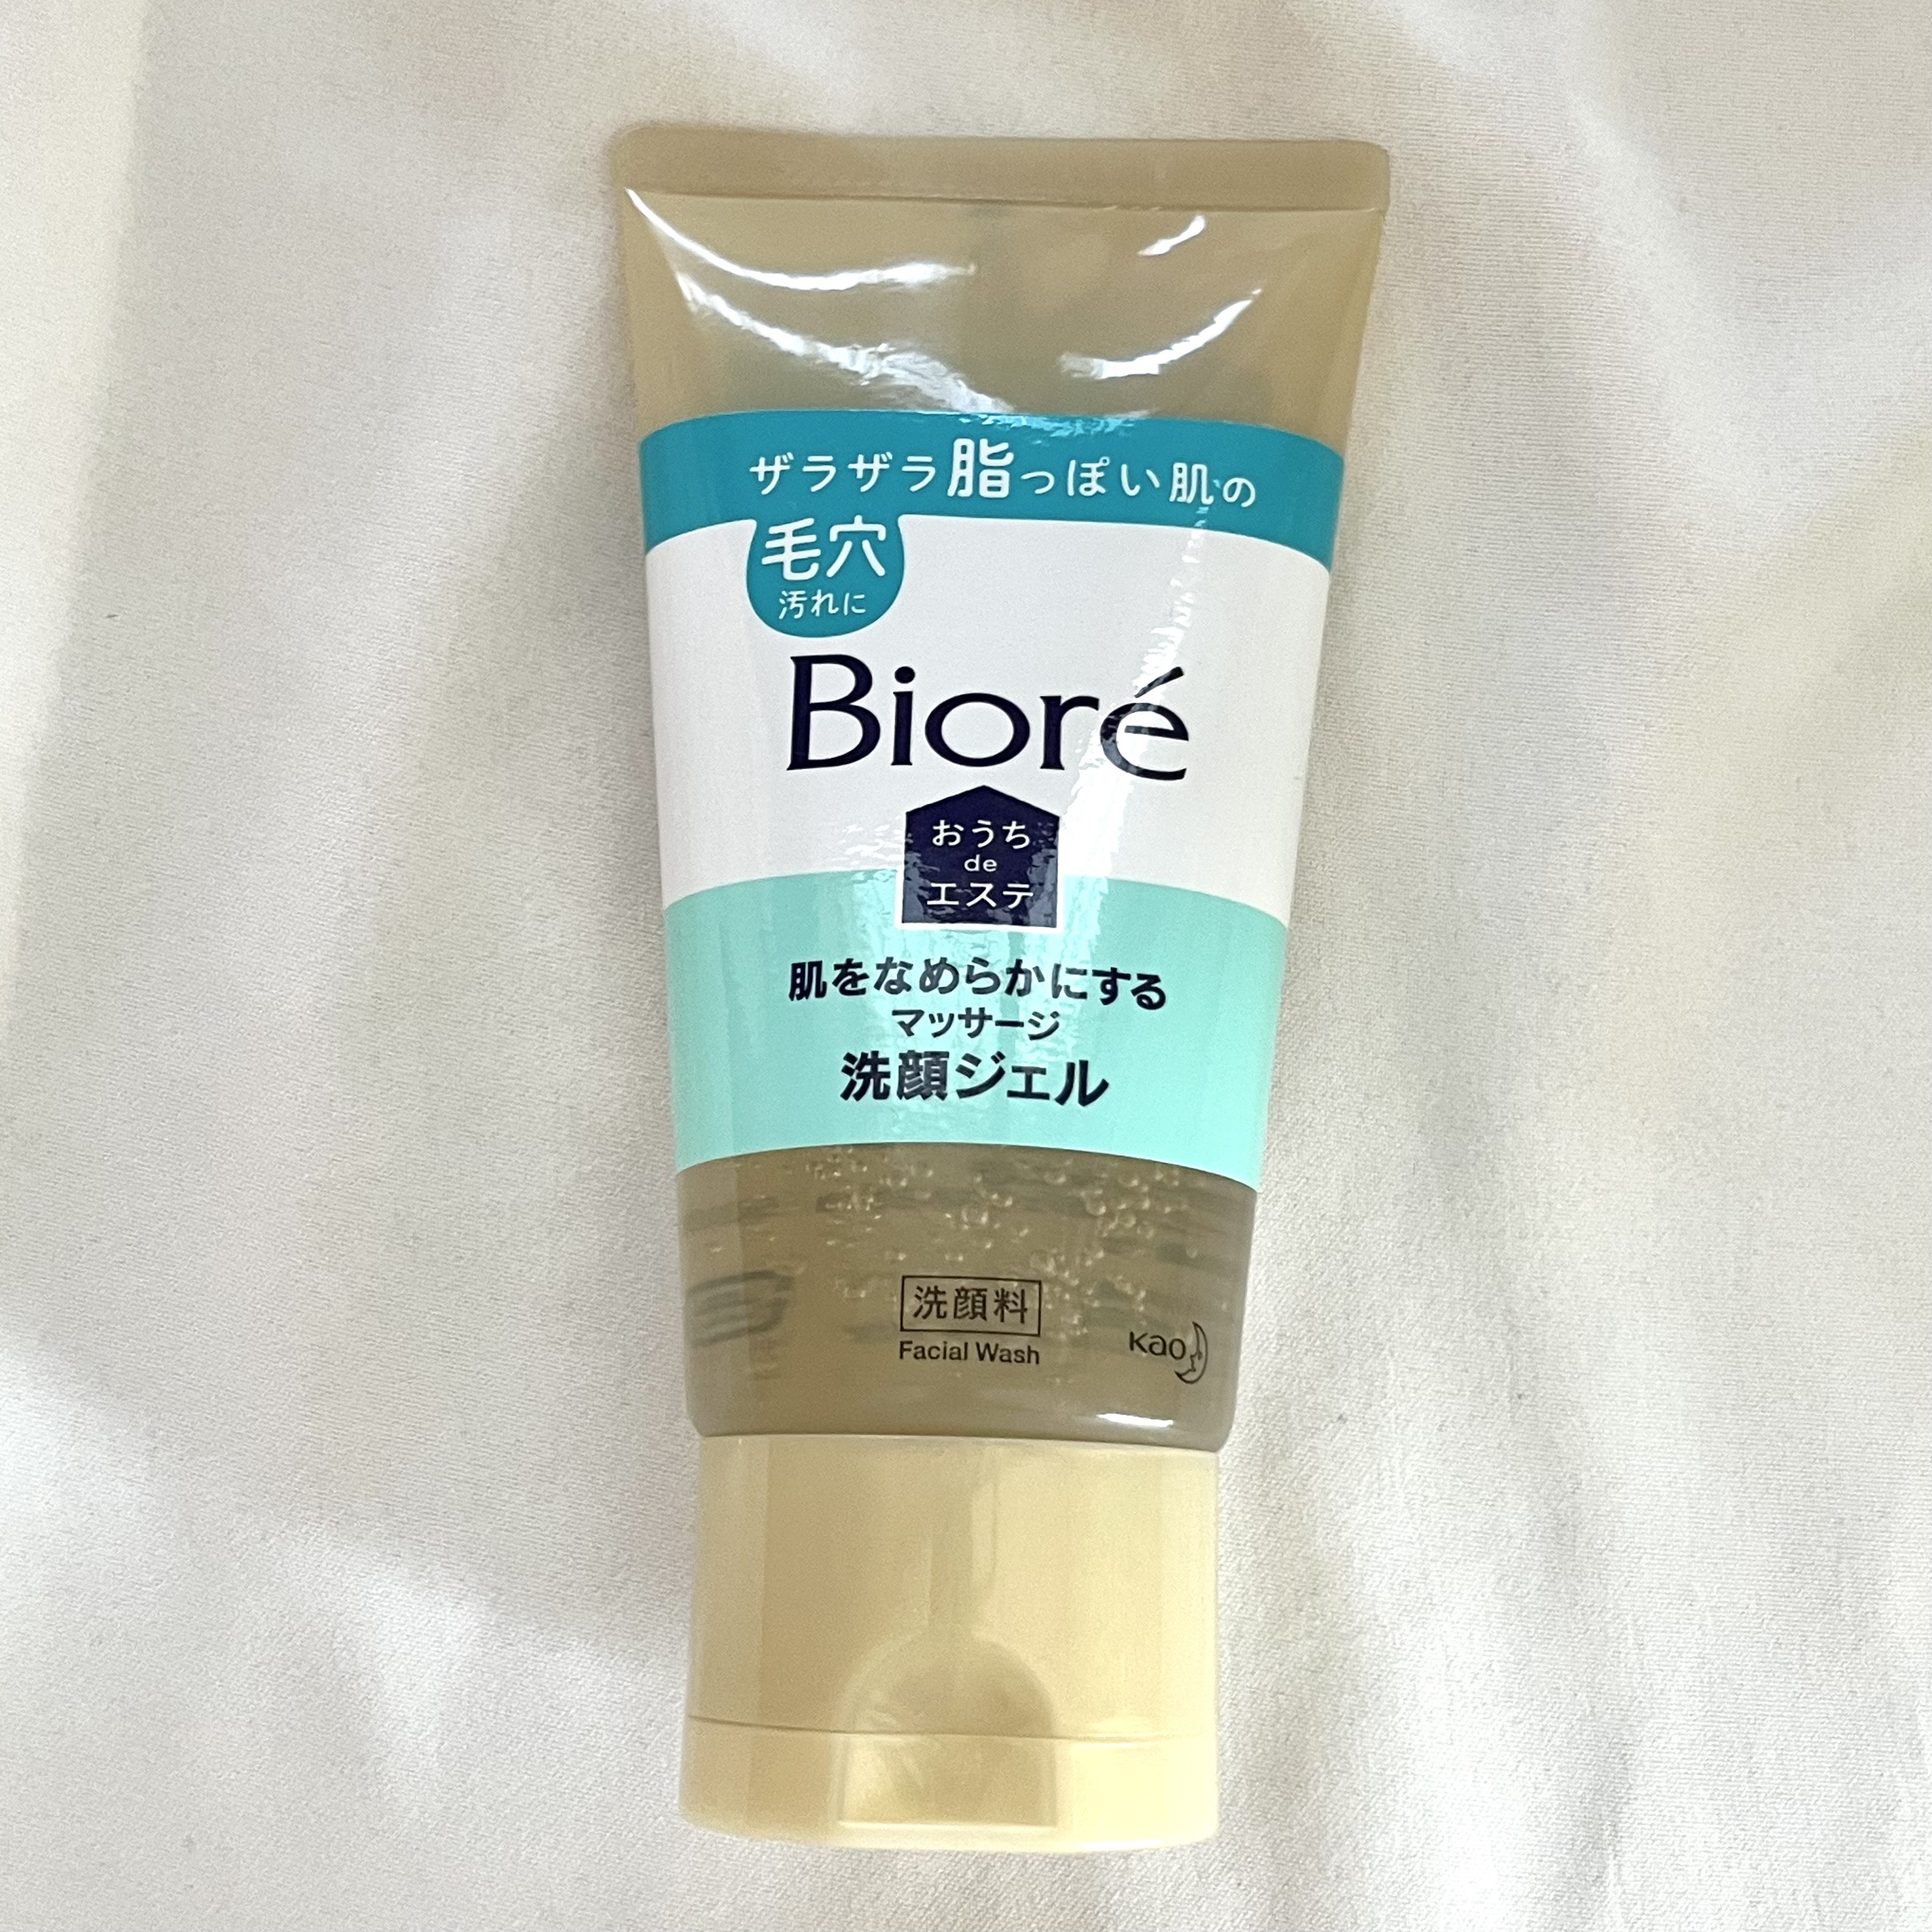 ザラザラ脂っぽい肌の
毛穴
汚れに
Bioré
おうち
de
エステ
肌をなめらかにする
マッサージ
洗顔ジェル
洗顔料
Facial Wash
Kao